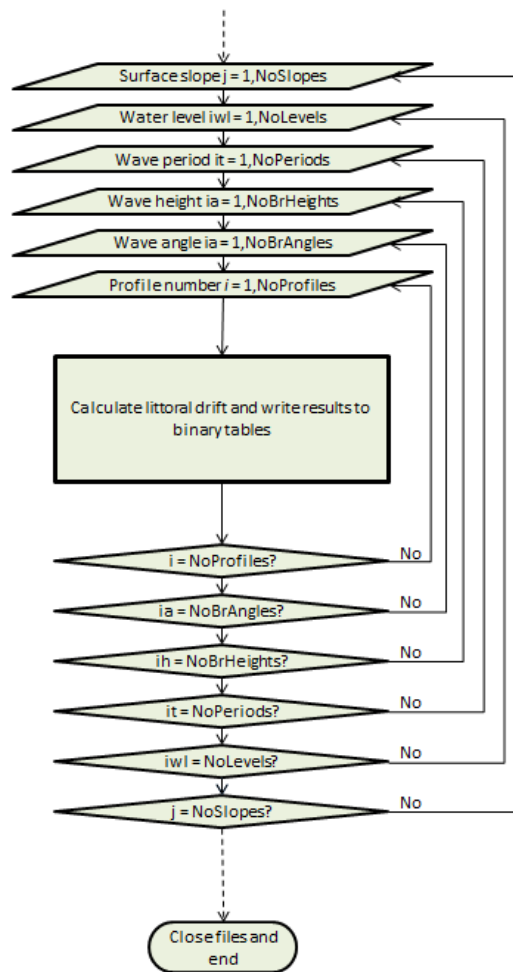 Surface slope j = 1,NoSlopes
Water level iwl = 1,NoLevels
Wave period it = 1,NoPeriods
Wave height ia = 1,NoBrHeights
Wave angle ia = 1,NoBrAngles
Profile number i = 1,NoProfiles
Calculate littoral drift and write results to
binary tables
i = NoProfiles?
No
ia = NoBrAngles?
No
ih = NoBrHeights?
No
it = NoPeriods?
No
iwl = NoLevels?
No
j = NoSlopes?
No
Close files and
end